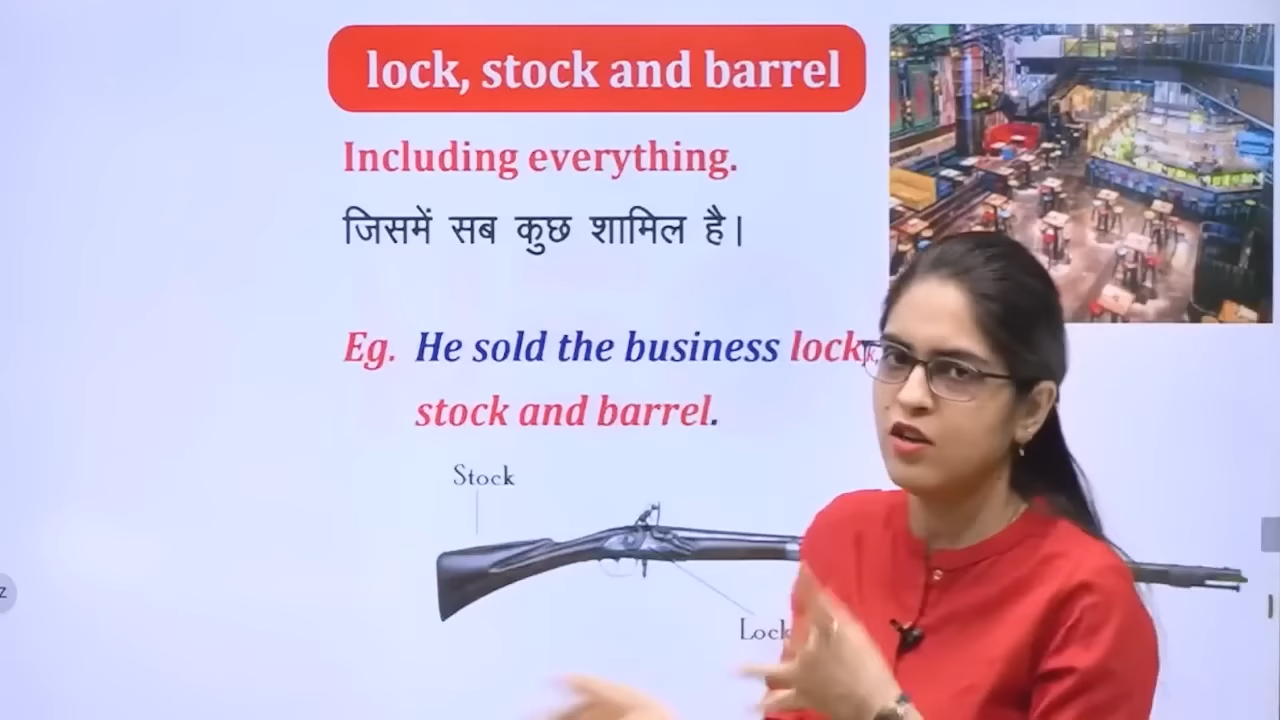 lock, stock and barrel
Including everything.
जिसमें सब कुछ शामिल है।
Eg. He sold the business lock,
stock and barrel.
Stock
Lock